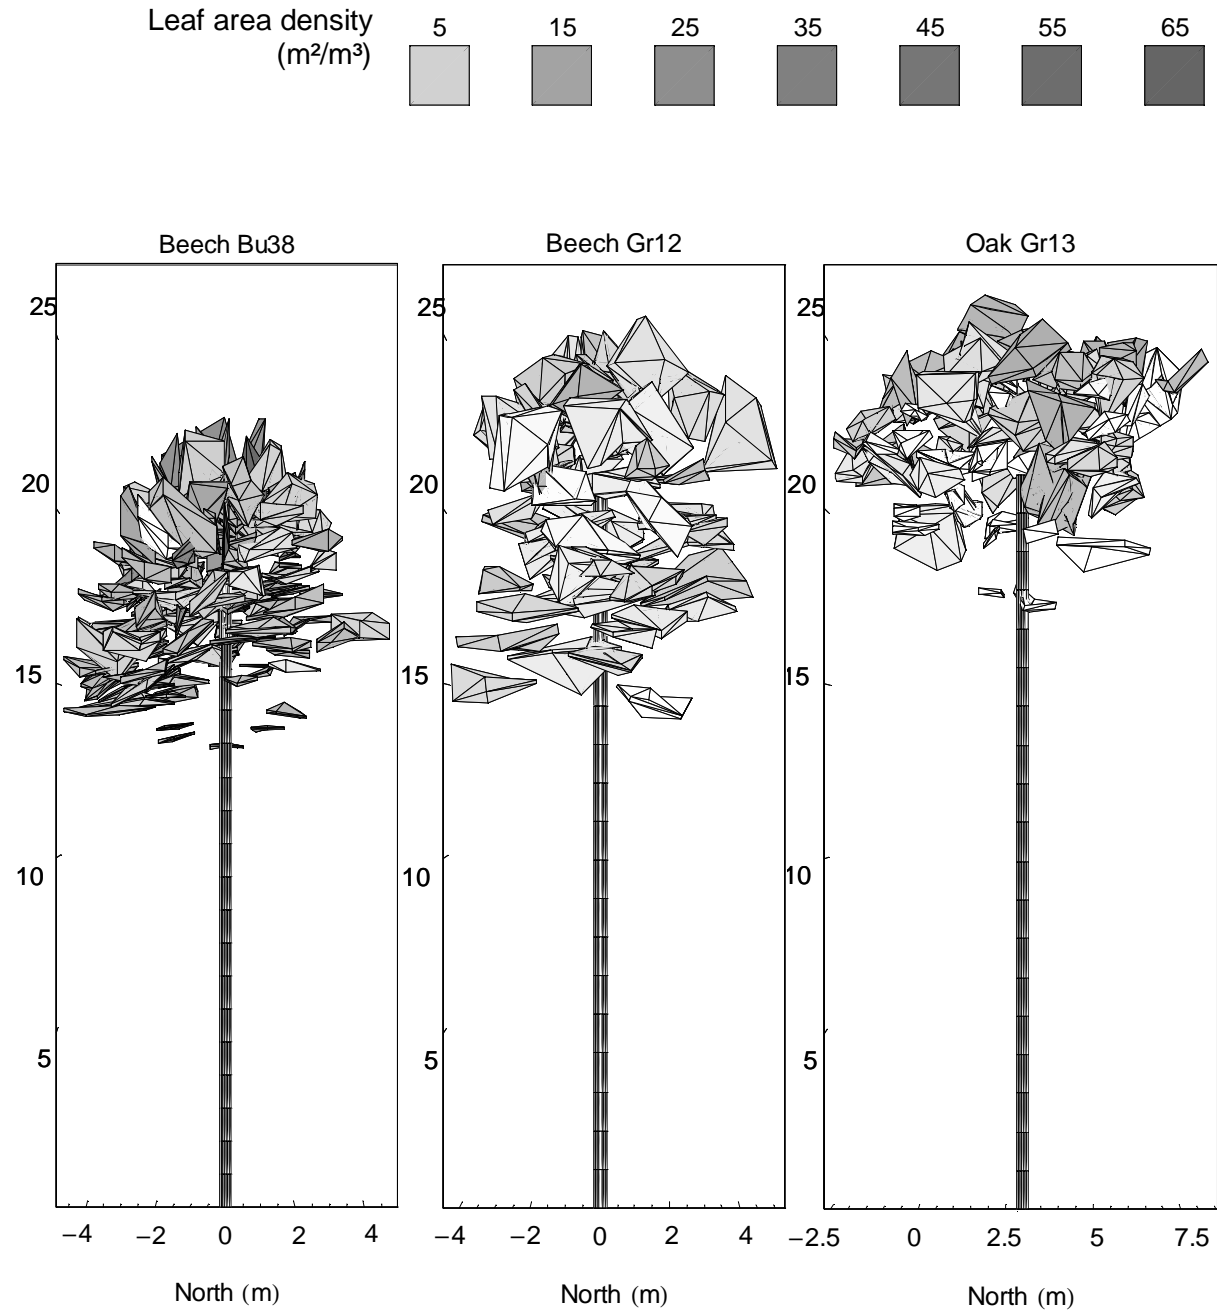 Leaf area density
(m²/m³)
5 15 25 35 45 55 65
Beech Bu38 Beech Gr12 Oak Gr13
25 25 25
20 20 20
15 15 15
10 10 10
5 5 5
−4 −2 0 2 4 −4 −2 0 2 4 −2.5 0 2.5 5 7.5
North (m) North (m) North (m)